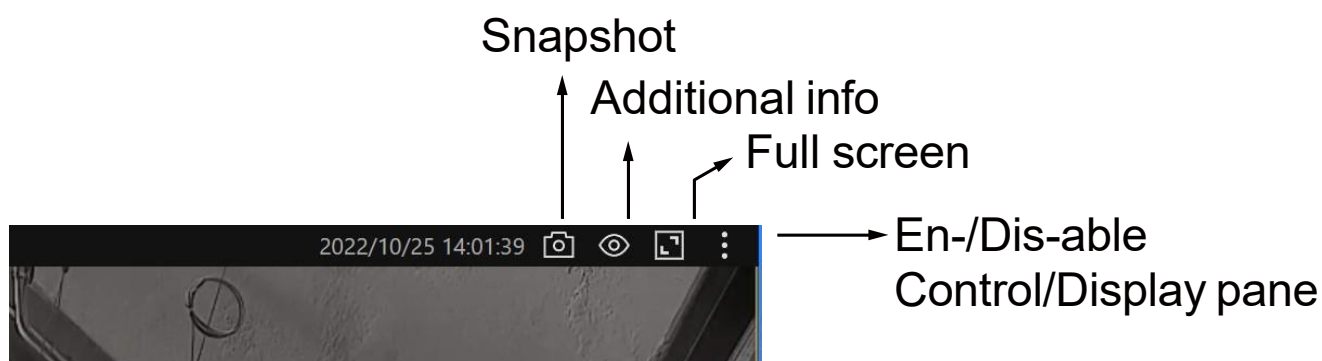 Snapshot
Additional info
Full screen
2022/10/25 14:01:39
En-/Dis-able
Control/Display pane